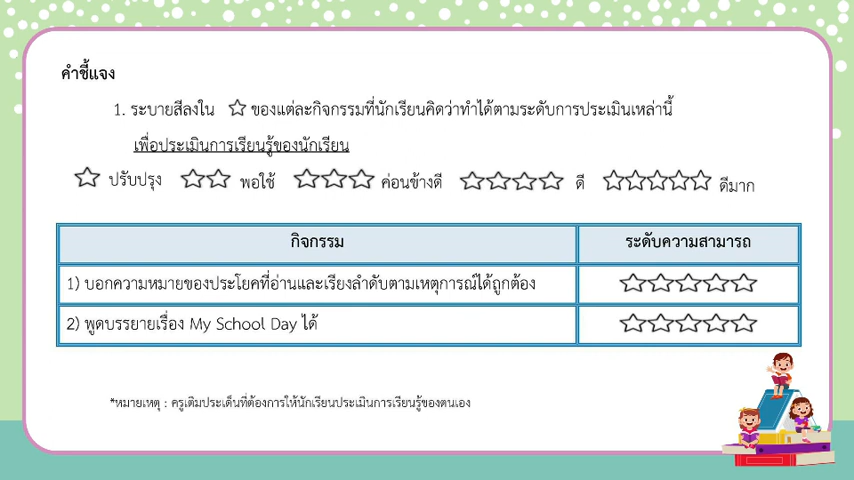 คำชี้แจง
1. ระบายสีลงใน ของแต่ละกิจกรรมที่นักเรียนคิดว่าทำได้ตามระดับการประเมินเหล่านี้
เพื่อประเมินการเรียนรู้ของนักเรียน
ปรับปรุง พอใช้ ค่อนข้างดี ดี ดีมาก
กิจกรรม ระดับความสามารถ
1) บอกความหมายของประโยคที่อ่านและเรียงลำดับตามเหตุการณ์ได้ถูกต้อง
2) พูดบรรยายเรื่อง My School Day ได้
*หมายเหตุ : ครูเติมประเด็นที่ต้องการให้นักเรียนประเมินการเรียนรู้ของตนเอง